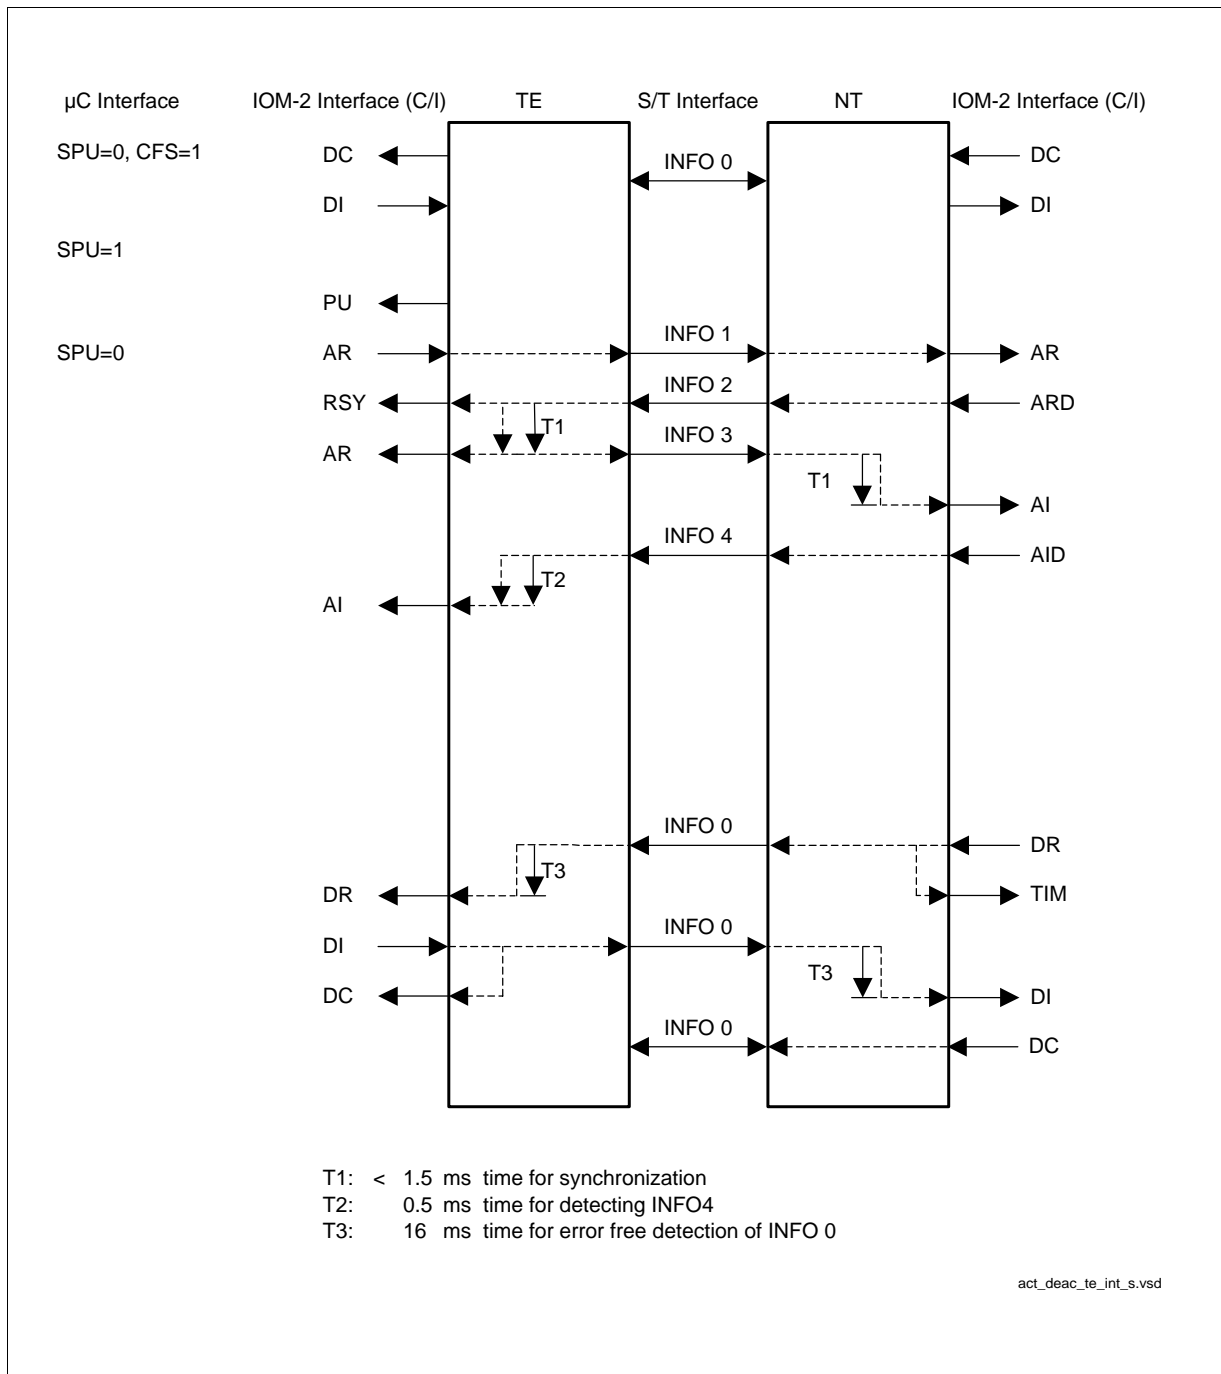 µC Interface IOM-2 Interface (C/I) TE S/T Interface NT IOM-2 Interface (C/I)
SPU=0, CFS=1 DC INFO 0 DC
DI DI
SPU=1
PU
SPU=0 AR INFO 1 AR
RSY INFO 2 ARD
T1
AR INFO 3
T1
AI
INFO 4 AID
T2
AI
INFO 0 DR
T3
DR TIM
DI INFO 0
T3
DC DI
INFO 0 DC
T1: < 1.5 ms time for synchronization
T2: 0.5 ms time for detecting INFO4
T3: 16 ms time for error free detection of INFO 0
act_deac_te_int_s.vsd